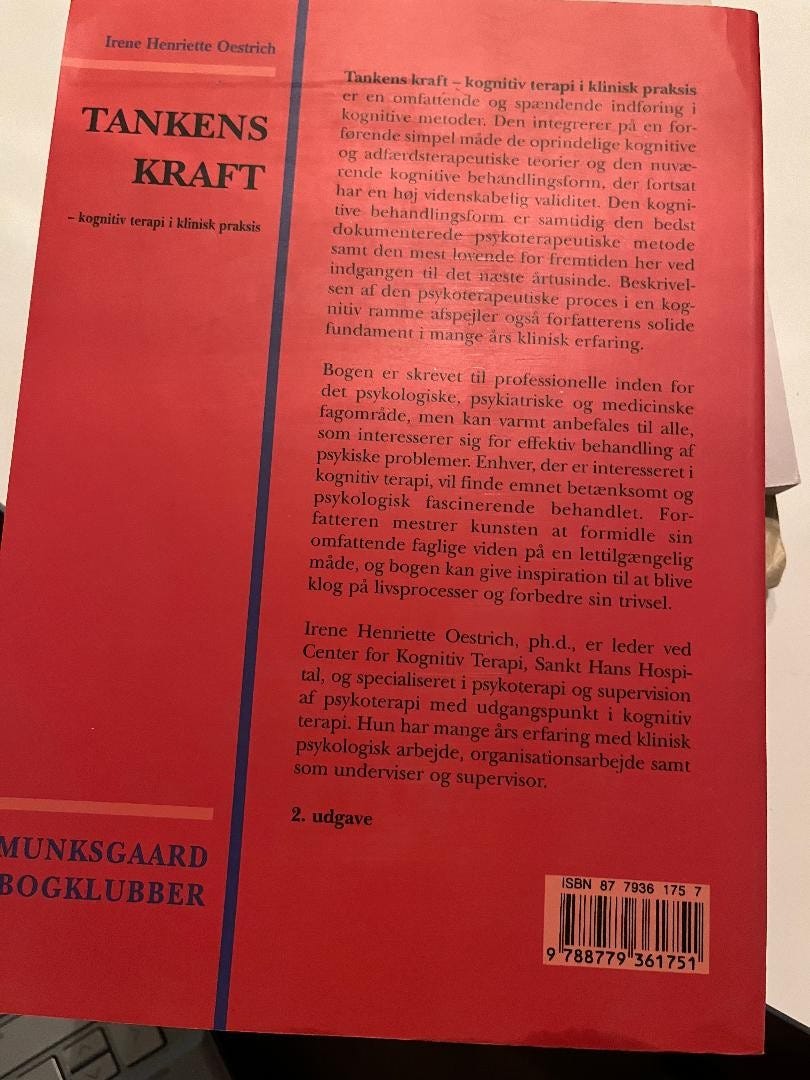 Irene Henriette Oestrich
TANKENS
KRAFT
– kognitiv terapi i klinisk praksis
Tankens kraft – kognitiv terapi i klinisk praksis
er en omfattende og spændende indføring i
kognitive metoder. Den integrerer på en for-
førende simpel måde de oprindelige kognitive
og adfærdsterapeutiske teorier og den nuvæ-
rende kognitive behandlingsform, der fortsat
har en høj videnskabelig validitet. Den kogni-
tive behandlingsform er samtidig den bedst
dokumenterede psykoterapeutiske metode
samt den mest lovende for fremtiden her ved
indgangen til det næste årtusinde. Beskrivel-
sen af den psykoterapeutiske proces i en kog-
nitiv ramme afspejler også forfatterens solide
fundament i mange års klinisk erfaring.
Bogen er skrevet til professionelle inden for
det psykologiske, psykiatriske og medicinske
fagområde, men kan varmt anbefales til alle,
som interesserer sig for effektiv behandling af
psykiske problemer. Enhver, der er interesseret i
kognitiv terapi, vil finde emnet betænksomt og
psykologisk fascinerende behandlet. For-
fatteren mestrer kunsten at formidle sin
omfattende faglige viden på en lettilgængelig
måde, og bogen kan give inspiration til at blive
klog på livsprocesser og forbedre sin trivsel.
Irene Henriette Oestrich, ph.d., er leder ved
Center for Kognitiv Terapi, Sankt Hans Hospi-
tal, og specialiseret i psykoterapi og supervision
af psykoterapi med udgangspunkt i kognitiv
terapi. Hun har mange års erfaring med klinisk
psykologisk arbejde, organisationsarbejde samt
som underviser og supervisor.
2. udgave
MUNKSGAARD
BOGKLUBBER
ISBN 87 7936 175 7
9 788779 361751